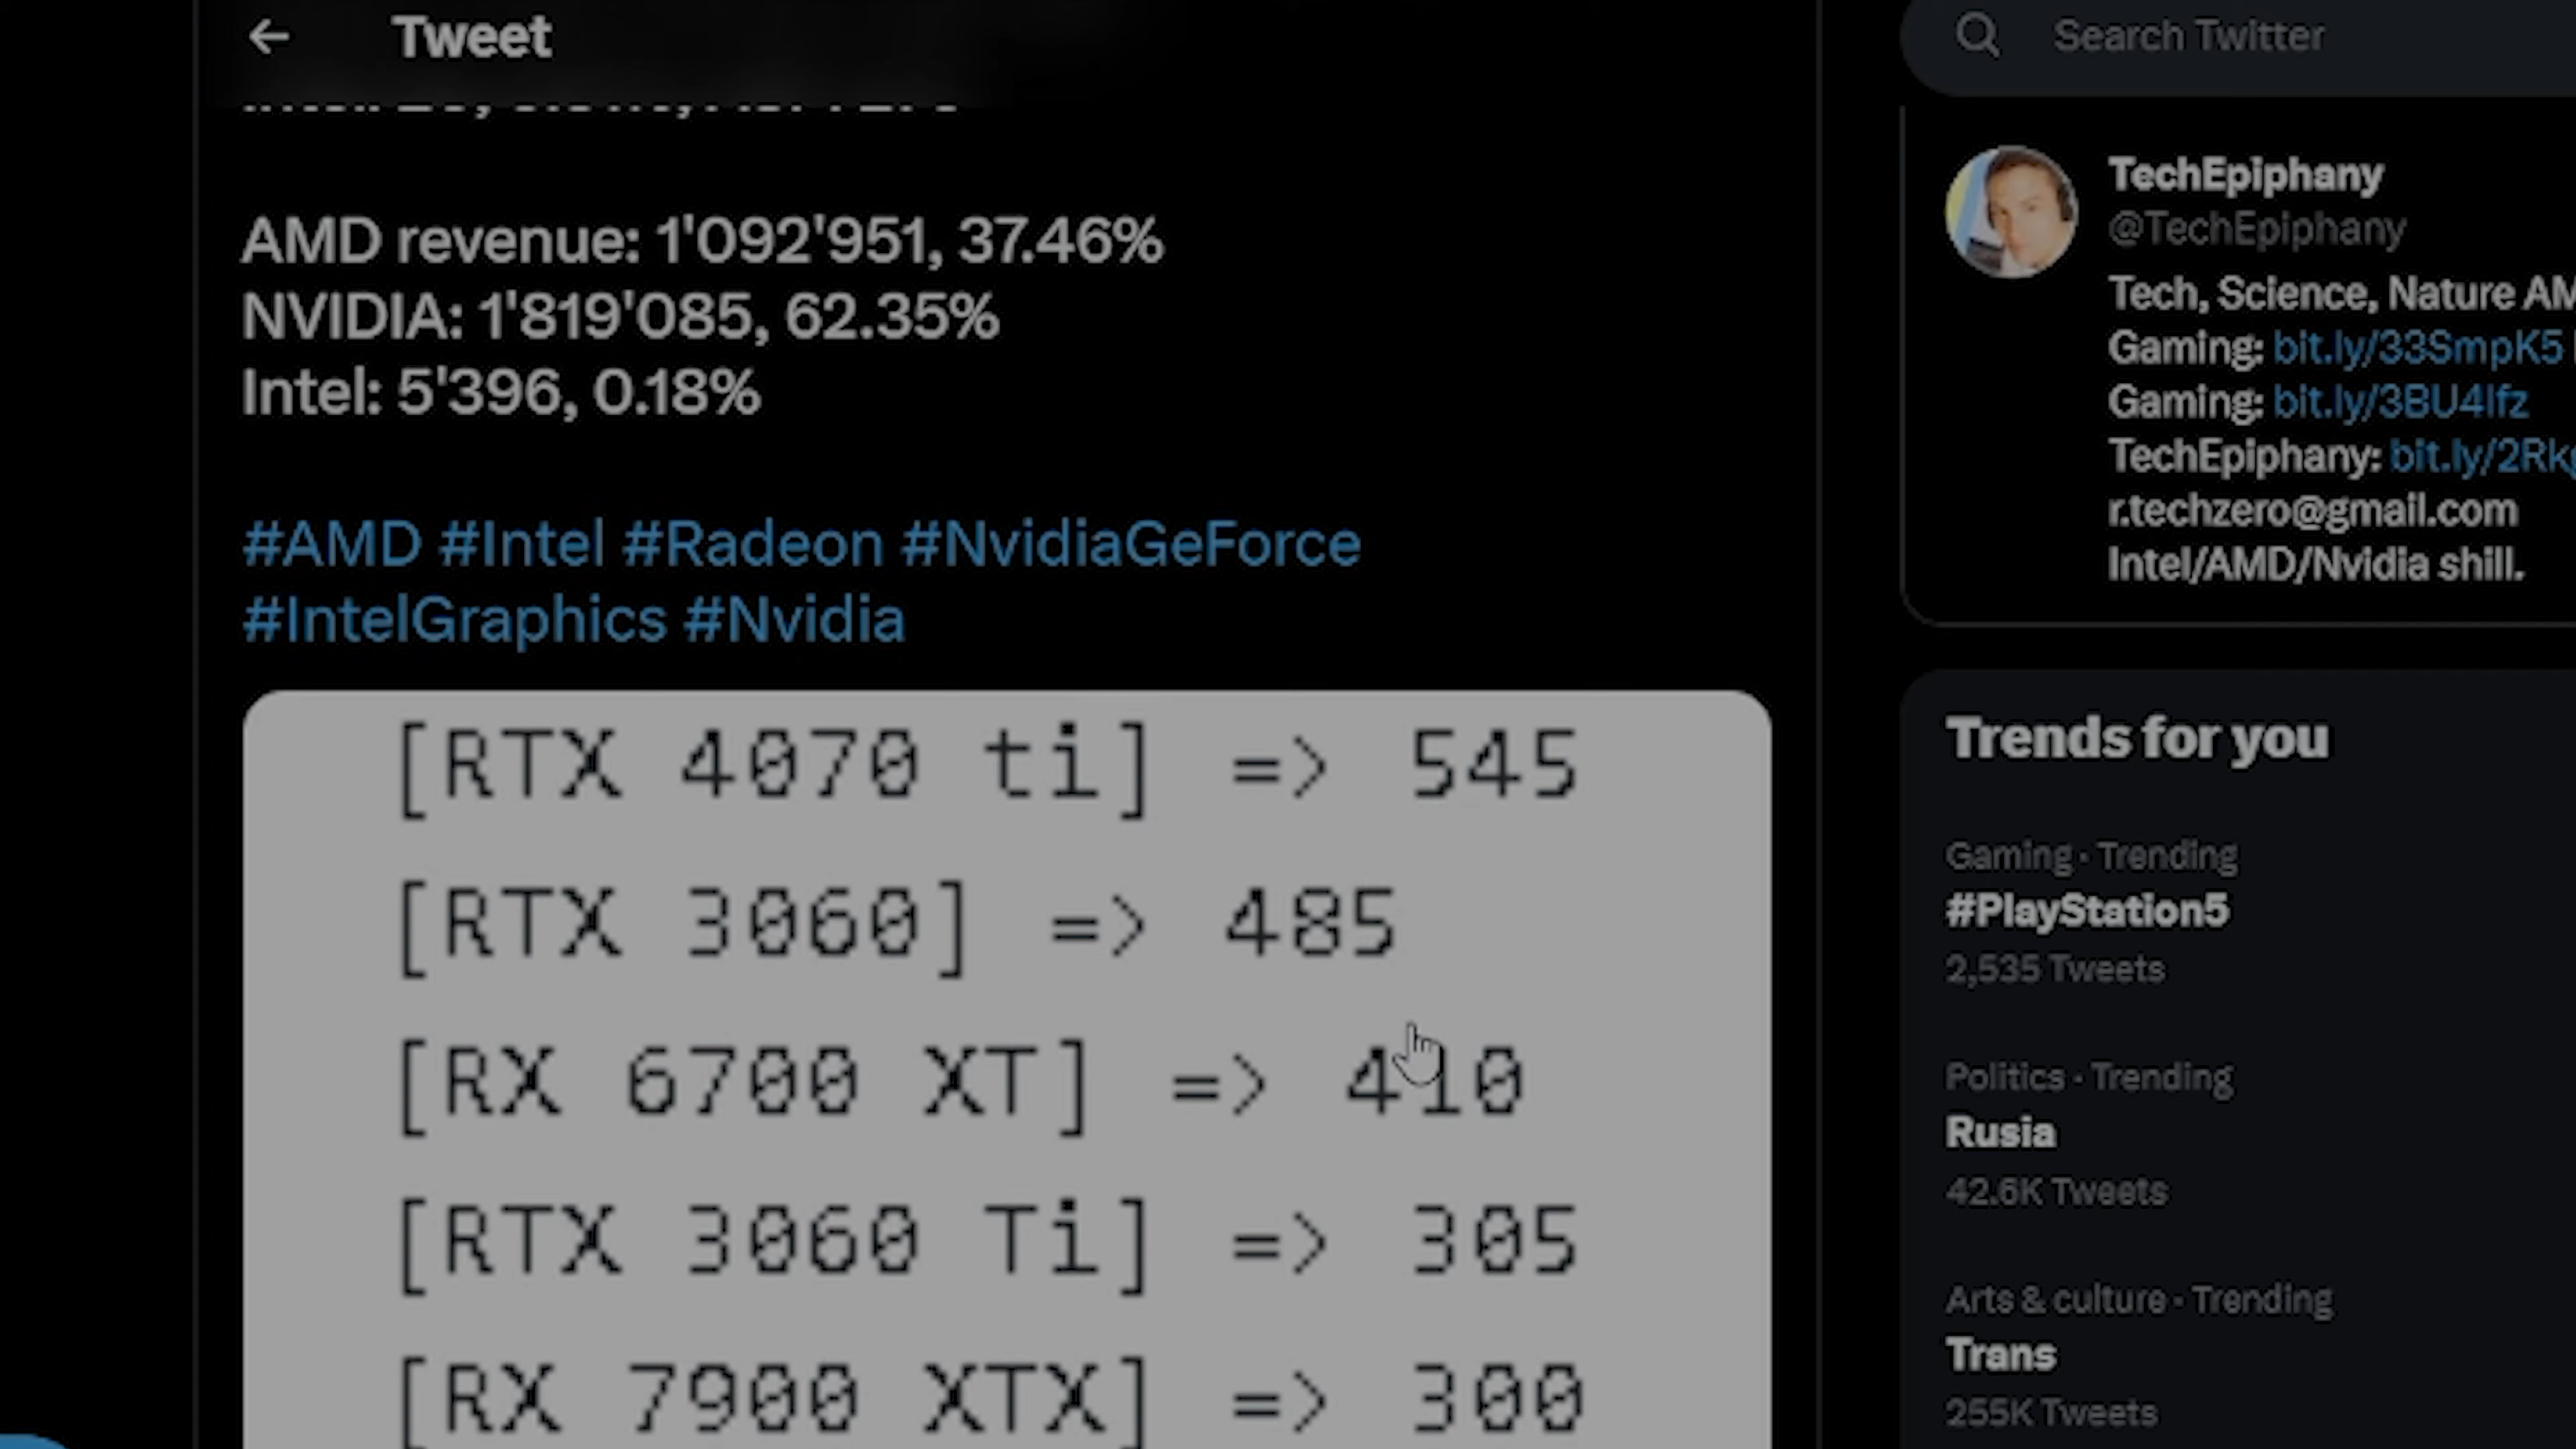 Tweet
AMD revenue: 1'092'951, 37.46%
NVIDIA: 1'819'085, 62.35%
Intel: 5'396, 0.18%
#AMD #Intel #Radeon #NvidiaGeForce
#IntelGraphics #Nvidia
[RTX 4070 ti] => 545
[RTX 3060] => 485
[RX 6700 XT] => 410
[RTX 3060 Ti] => 305
[RX 7900 XTX] => 300
Search Twitter
TechEpiphany
@TechEpiphany
Tech, Science, Nature
Gaming: bit.ly/33SmpK5
Gaming: bit.ly/3BU4lfz
TechEpiphany:
r.techzero@gmail.com
Intel/AMD/Nvidia shill.
Trends for you
Gaming · Trending
#PlayStation5
2,535 Tweets
Politics · Trending
Rusia
42.6K Tweets
Arts & culture · Trending
Trans
255K Tweets